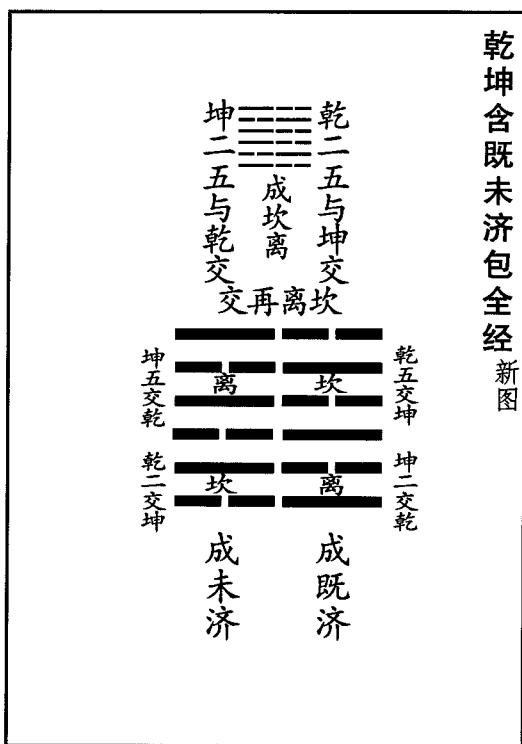 乾坤含既未济包全经
新图
乾二五与坤交
成坎离
坤二五与乾交
坎离再交
乾五交坤
坎
离
坤二交乾
成既济
坤五交乾
离
坎
乾二交坤
成未济